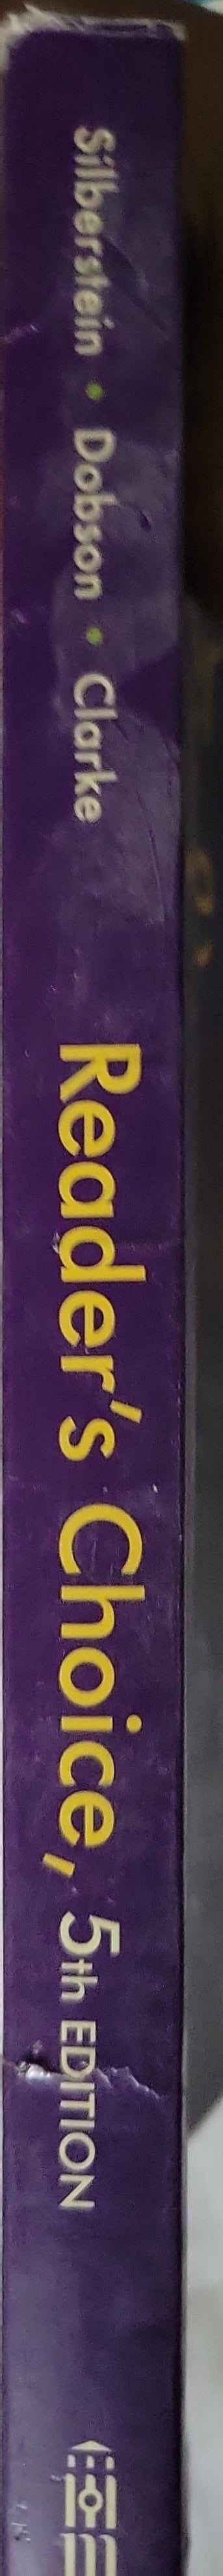 Silberstein • Dobson • Clarke
Reader's Choice, 5th EDITION